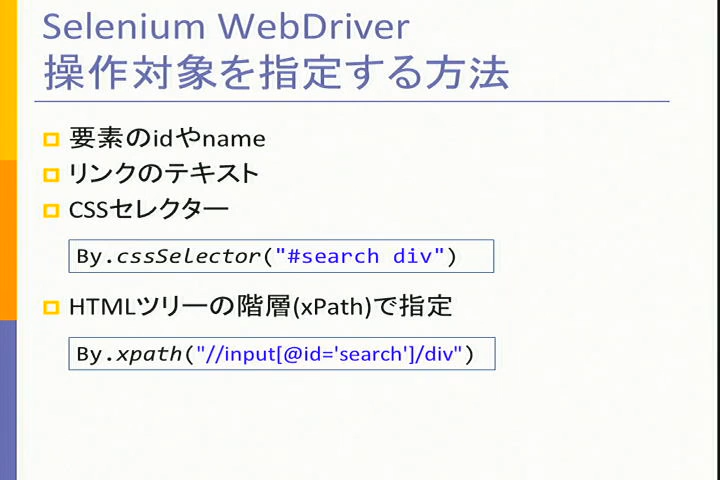 Selenium WebDriver
操作対象を指定する方法
要素のidやname
リンクのテキスト
CSSセレクター
By.cssSelector("#search div")
HTMLツリーの階層(xPath)で指定
By.xpath("//input[@id='search']/div")